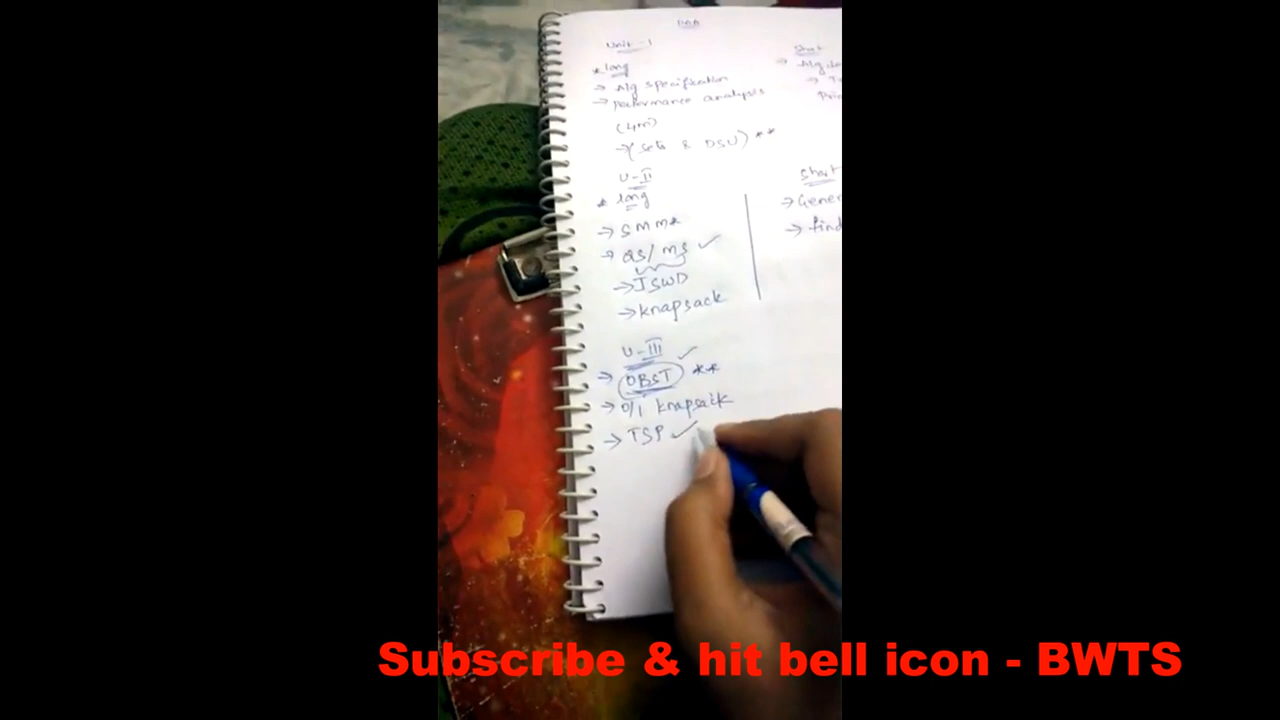 DAA
Unit - 1
* long
→ Alg specification
→ Performance analysis
(4m)
→ (Sets & DSU) **
U-II
* long
→ SMM*
→ QS/MS ✓
→ JSWD
→ knapsack
Short
→ Gener
→ find
U-III
→ OBST ✓ **
→ 0/1 knapsack
→ TSP ✓
Subscribe & hit bell icon - BWTS